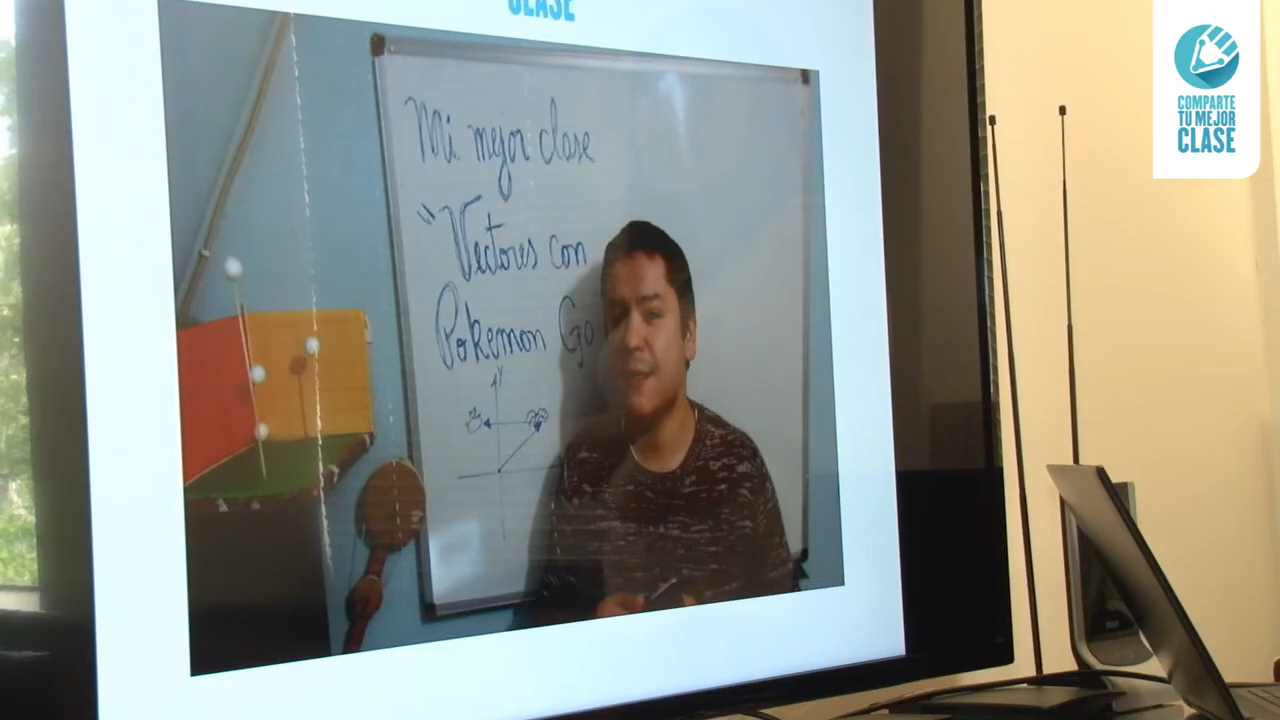 CLASE
Mi mejor clase
"Vectores con
Pokemon Go
Y
COMPARTE
TU MEJOR
CLASE